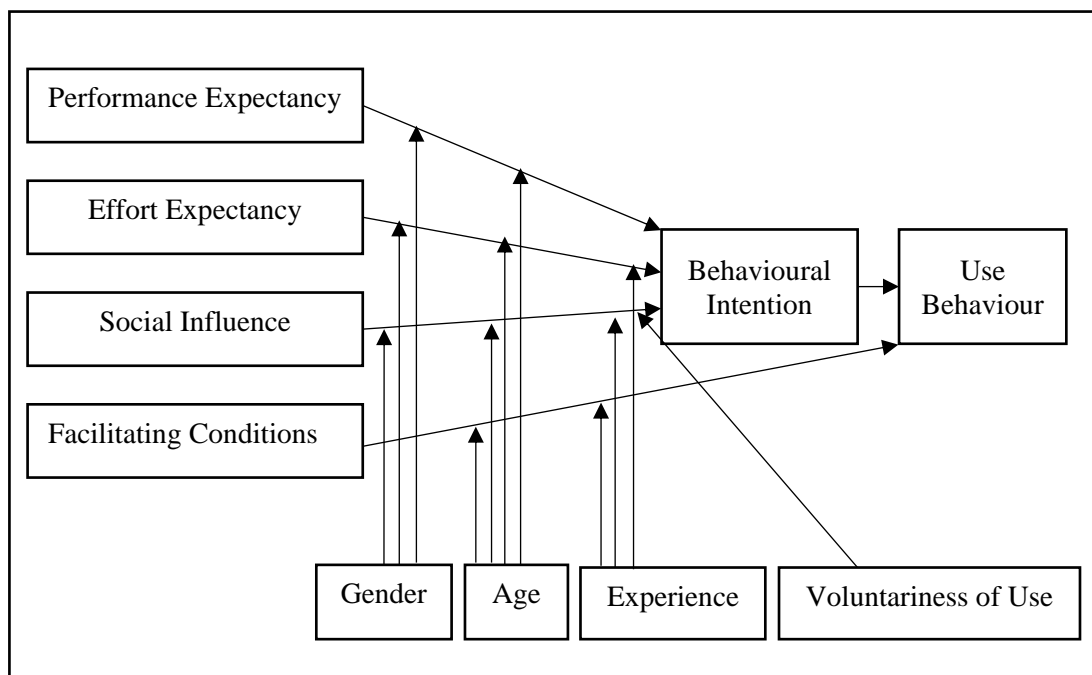 Performance Expectancy
Effort Expectancy
Social Influence
Facilitating Conditions
Behavioural
Intention
Use
Behaviour
Gender
Age
Experience
Voluntariness of Use